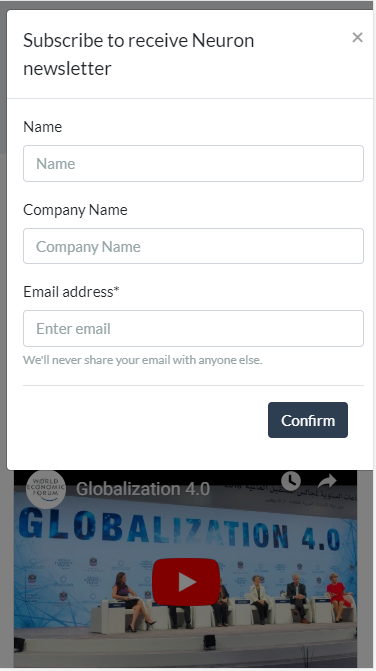 Subscribe to receive Neuron
newsletter
×
Name
Name
Company Name
Company Name
Email address*
Enter email
We'll never share your email with anyone else.
Confirm
WORLD
ECONOMIC
FORUM
Globalization 4.0
GLOBALIZATION 4.0